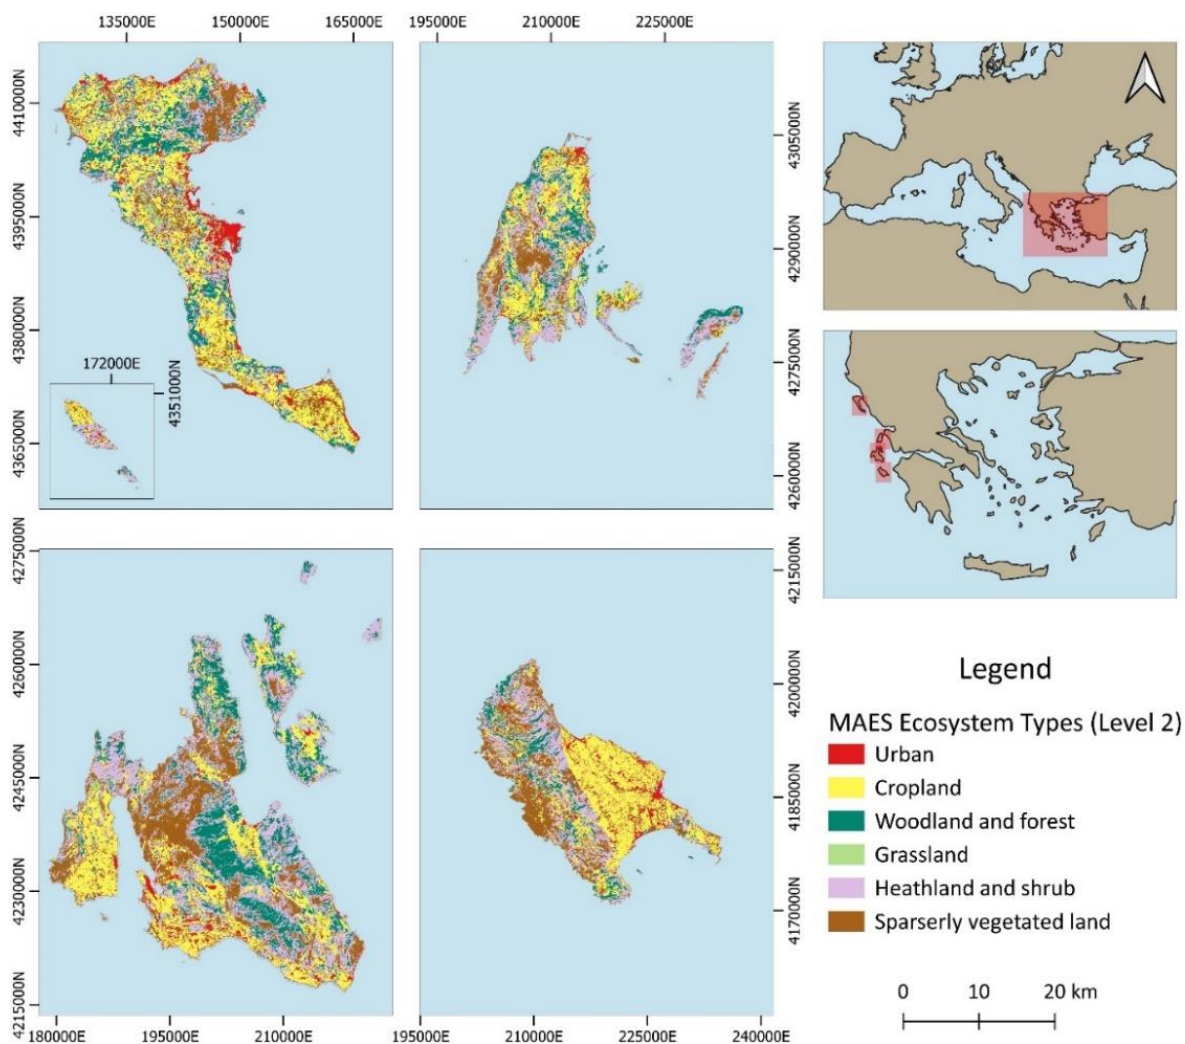 135000E 150000E 165000E
195000E 210000E 225000E
4410000N
4395000N
4380000N
4365000N
172000E
4351000N
4305000N
4290000N
4275000N
4260000N
4275000N
4260000N
4245000N
4230000N
4215000N
180000E 195000E 210000E
4215000N
4200000N
4185000N
4170000N
195000E 210000E 225000E 240000E
Legend
MAES Ecosystem Types (Level 2)
Urban
Cropland
Woodland and forest
Grassland
Heathland and shrub
Sparserly vegetated land
0 10 20 km